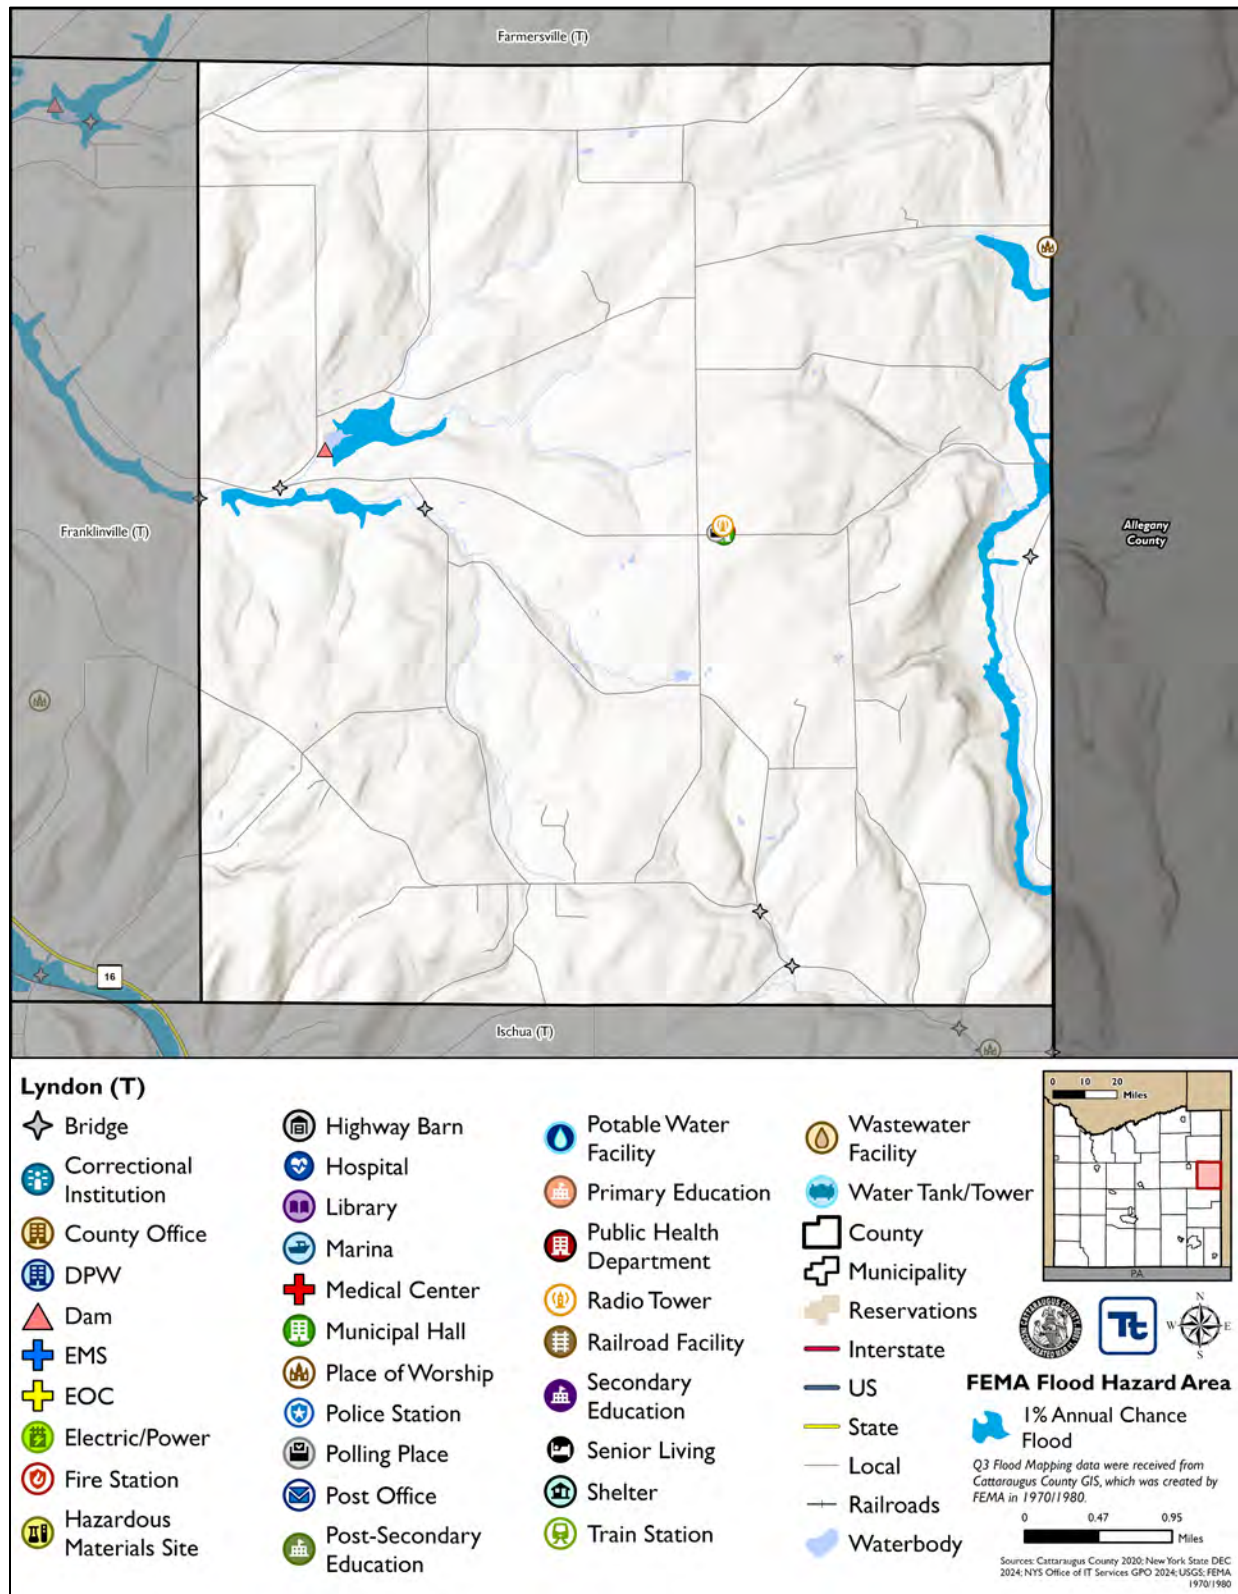 Farmersville (T)
Franklinville (T)
Allegany
County
16
Ischua (T)
Lyndon (T)
Bridge
Correctional
Institution
County Office
DPW
Dam
EMS
EOC
Electric/Power
Fire Station
Hazardous
Materials Site
Highway Barn
Hospital
Library
Marina
Medical Center
Municipal Hall
Place of Worship
Police Station
Polling Place
Post Office
Post-Secondary
Education
Potable Water
Facility
Primary Education
Public Health
Department
Radio Tower
Railroad Facility
Secondary
Education
Senior Living
Shelter
Train Station
Wastewater
Facility
Water Tank/Tower
County
Municipality
Reservations
Interstate
US
State
Local
Railroads
Waterbody
0 10 20
Miles
PA
Tt
N
W E
S
FEMA Flood Hazard Area
1% Annual Chance
Flood
Q3 Flood Mapping data were received from
Cattaraugus County GIS, which was created by
FEMA in 1970/1980.
0 0.47 0.95
Miles
Sources: Cattaraugus County 2020; New York State DEC
2024; NYS Office of IT Services GPO 2024; USGS; FEMA
1970/1980